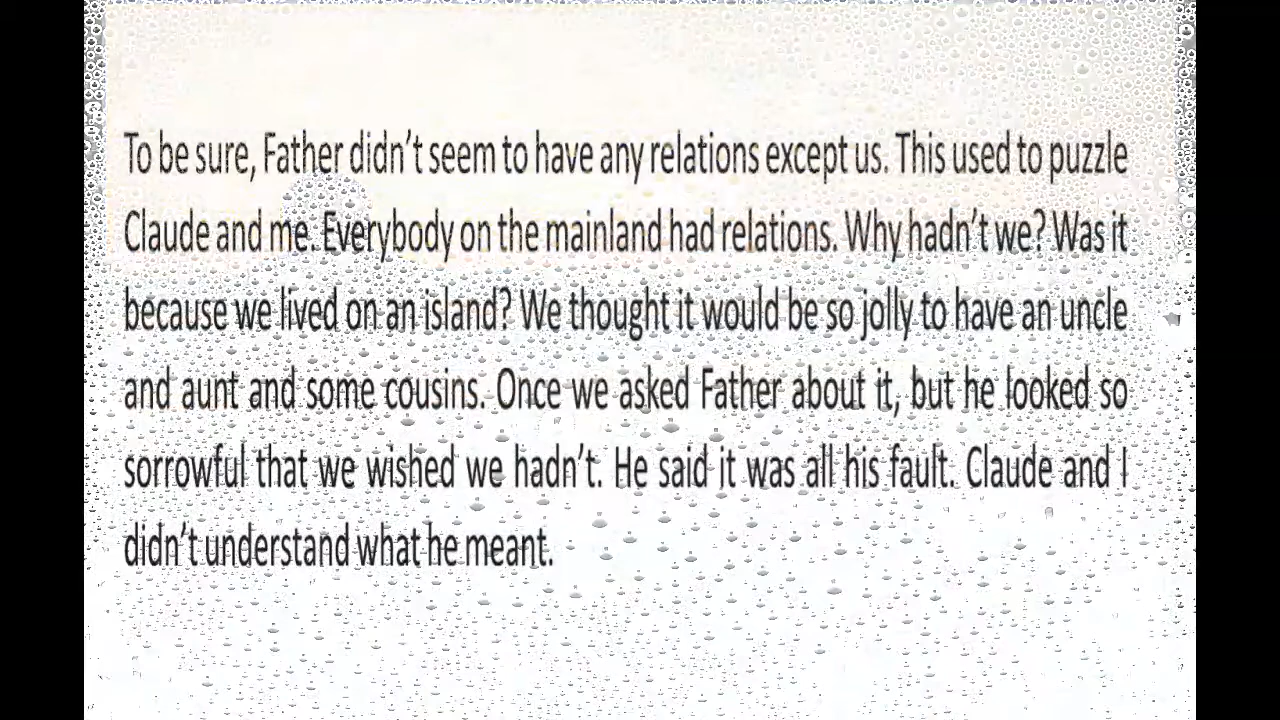 To be sure, Father didn’t seem to have any relations except us. This used to puzzle
Claude and me. Everybody on the mainland had relations. Why hadn’t we? Was it
because we lived on an island? We thought it would be so jolly to have an uncle
and aunt and some cousins. Once we asked Father about it, but he looked so
sorrowful that we wished we hadn’t. He said it was all his fault. Claude and I
didn’t understand what he meant.